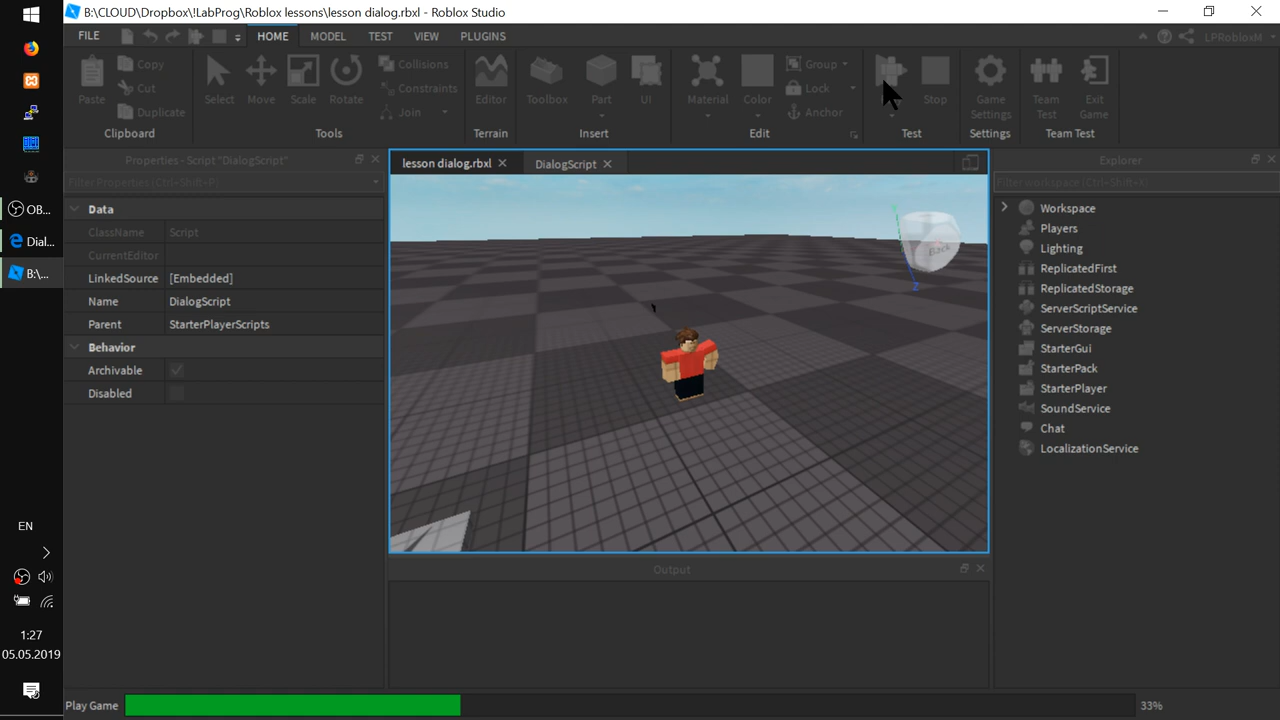 B:\CLOUD\Dropbox\!LabProg\Roblox lessons\lesson dialog.rbxl - Roblox Studio
FILE HOME MODEL TEST VIEW PLUGINS LPRobloxM
Paste Copy Cut Duplicate
Select Move Scale Rotate Collisions Constraints Join
Editor Toolbox Part UI
Material Color Group Lock Anchor
Play Stop Game Settings Team Test Exit Game
Clipboard Tools Terrain Insert Edit Test Settings Team Test
Properties - Script "DialogScript"
Filter Properties (Ctrl+Shift+P)
Data
ClassName Script
CurrentEditor
LinkedSource [Embedded]
Name DialogScript
Parent StarterPlayerScripts
Behavior
Archivable
Disabled
lesson dialog.rbxl DialogScript
Back
Z
Output
Explorer
Filter workspace (Ctrl+Shift+X)
Workspace
Players
Lighting
ReplicatedFirst
ReplicatedStorage
ServerScriptService
ServerStorage
StarterGui
StarterPack
StarterPlayer
SoundService
Chat
LocalizationService
OB...
Dial...
B:\...
EN
1:27
05.05.2019
Play Game 33%